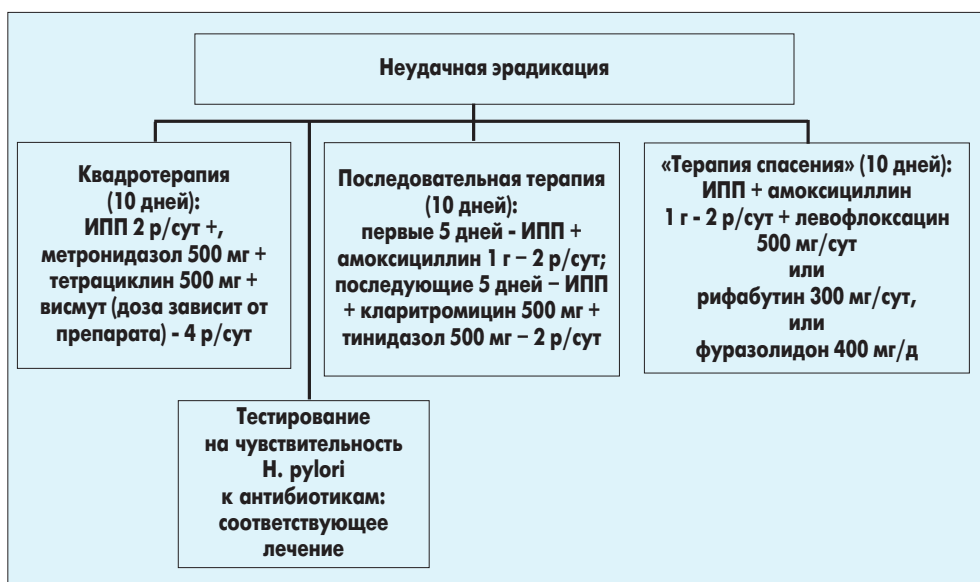 Неудачная эрадикация
Квадротерапия
(10 дней):
ИПП 2 р/сут +,
метронидазол 500 мг +
тетрациклин 500 мг +
висмут (доза зависит от
препарата) - 4 р/сут
Последовательная терапия
(10 дней):
первые 5 дней - ИПП +
амоксициллин 1 г – 2 р/сут;
последующие 5 дней – ИПП
+ кларитромицин 500 мг +
тинидазол 500 мг – 2 р/сут
«Терапия спасения» (10 дней):
ИПП + амоксициллин
1 г - 2 р/сут + левофлоксацин
500 мг/сут
или
рифабутин 300 мг/сут,
или
фуразолидон 400 мг/д
Тестирование
на чувствительность
H. pylori
к антибиотикам:
соответствующее
лечение